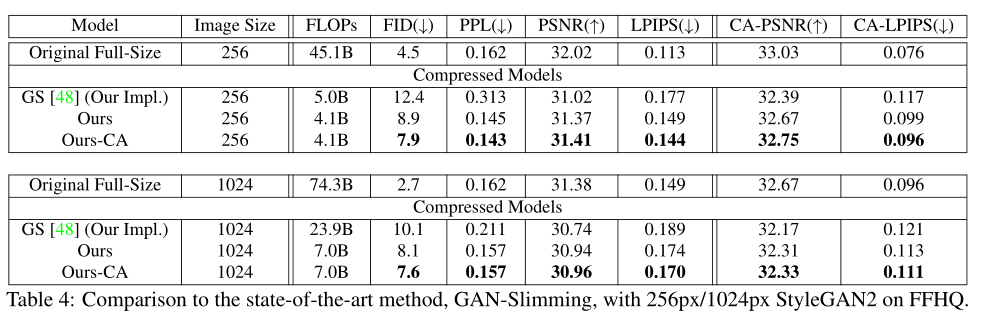 Model Image Size FLOPs FID(↓) PPL(↓) PSNR(↑) LPIPS(↓) CA-PSNR(↑) CA-LPIPS(↓)
Original Full-Size 256 45.1B 4.5 0.162 32.02 0.113 33.03 0.076
Compressed Models
GS [48] (Our Impl.) 256 5.0B 12.4 0.313 31.02 0.177 32.39 0.117
Ours 256 4.1B 8.9 0.145 31.37 0.149 32.67 0.099
Ours-CA 256 4.1B 7.9 0.143 31.41 0.144 32.75 0.096
Original Full-Size 1024 74.3B 2.7 0.162 31.38 0.149 32.67 0.096
Compressed Models
GS [48] (Our Impl.) 1024 23.9B 10.1 0.211 30.74 0.189 32.17 0.121
Ours 1024 7.0B 8.1 0.157 30.94 0.174 32.31 0.113
Ours-CA 1024 7.0B 7.6 0.157 30.96 0.170 32.33 0.111
Table 4: Comparison to the state-of-the-art method, GAN-Slimming, with 256px/1024px StyleGAN2 on FFHQ.